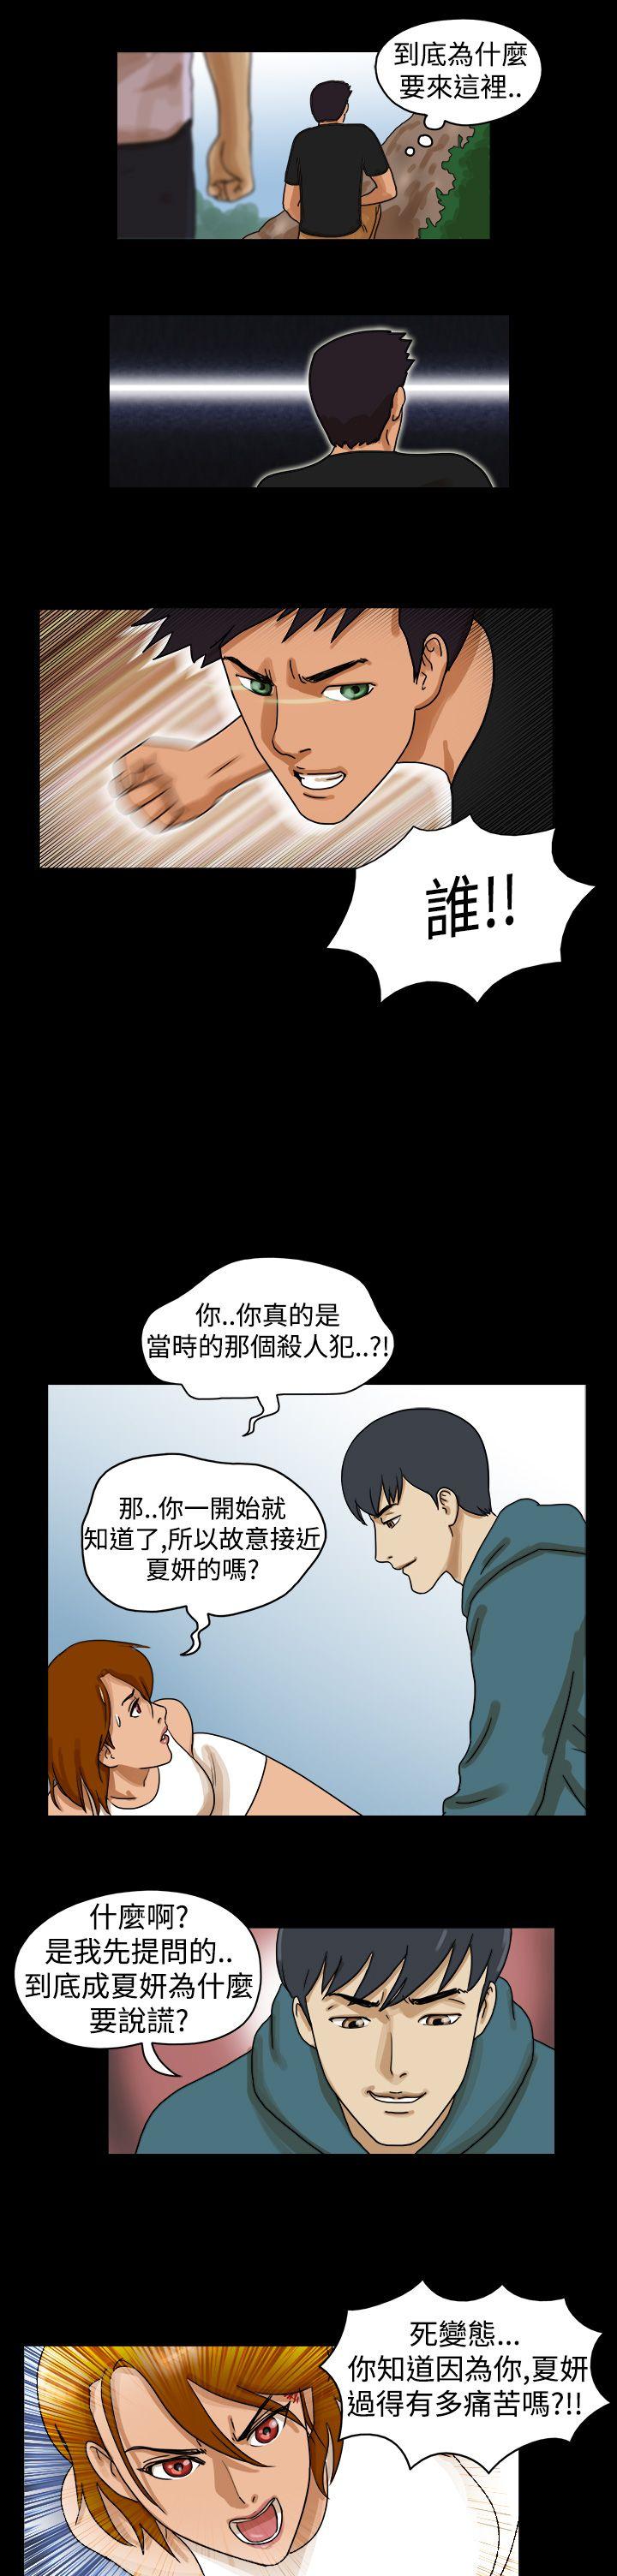 到底為什麼
要來這裡..
誰!!
你..你真的是
當時的那個殺人犯..?!
那..你一開始就
知道了,所以故意接近
夏妍的嗎?
什麼啊?
是我先提問的..
到底成夏妍為什麼
要說謊?
死變態...
你知道因為你,夏妍
過得有多痛苦嗎?!!